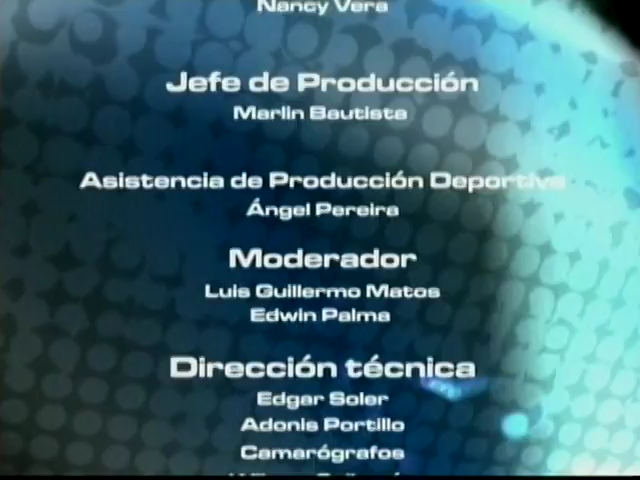 Nancy Vera
Jefe de Producción
Marlin Bautista
Asistencia de Producción Deportiva
Ángel Pereira
Moderador
Luis Guillermo Matos
Edwin Palma
Dirección técnica
Edgar Soler
Adonis Portillo
Camarógrafos